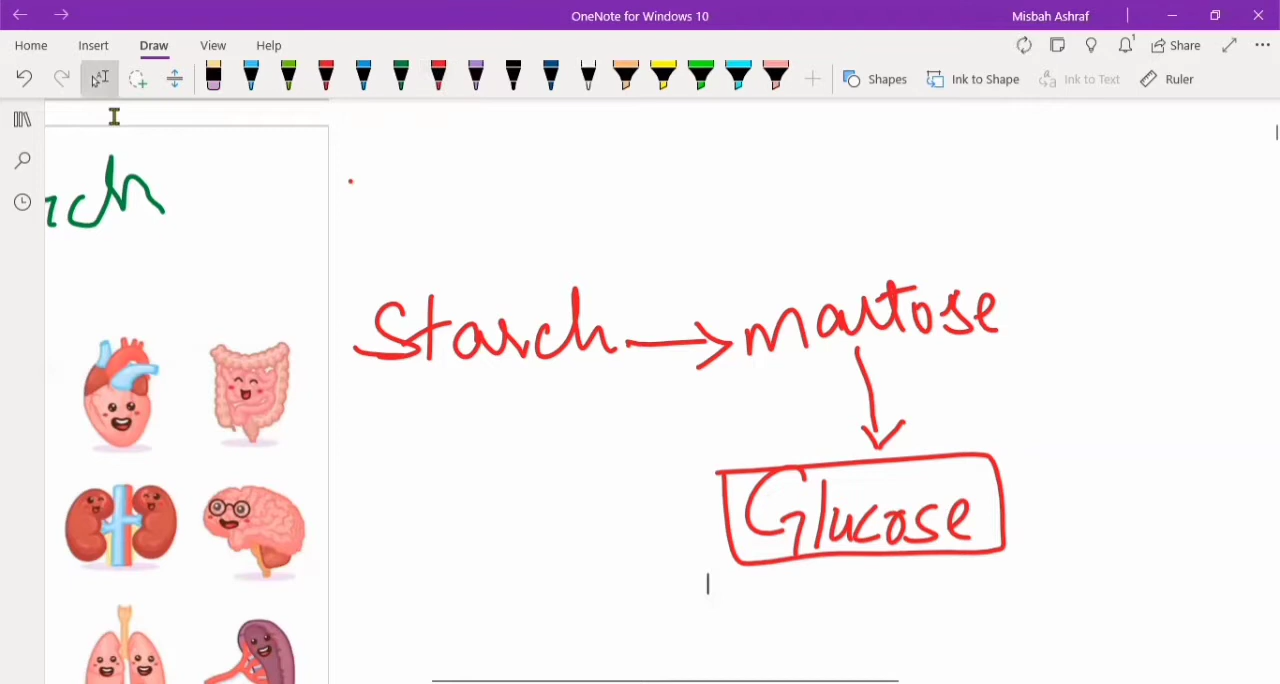 OneNote for Windows 10
Misbah Ashraf
Home Insert Draw View Help
Share
Shapes Ink to Shape Ink to Text Ruler
Starch → maltose
Glucose